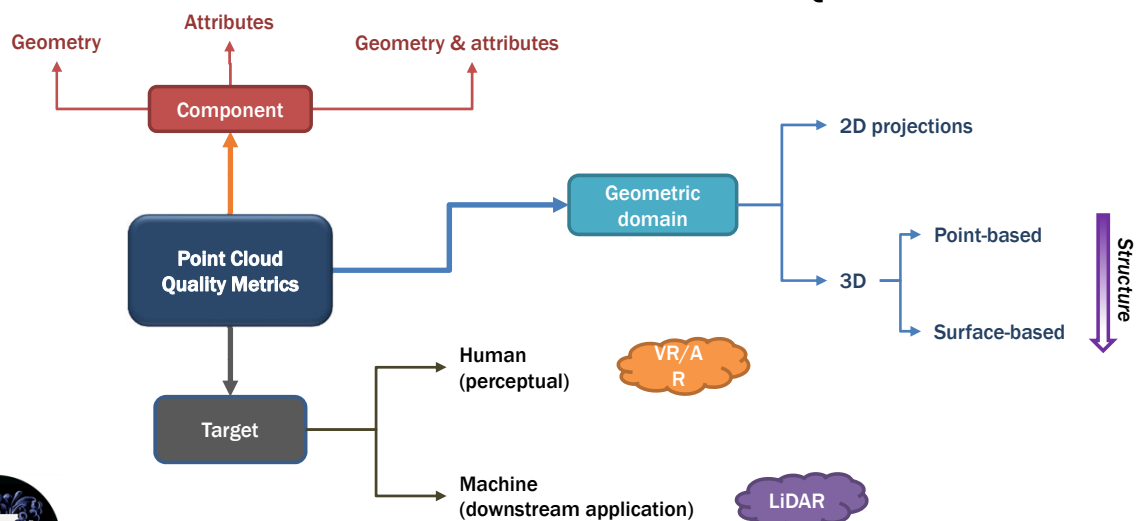 Attributes
Geometry
Geometry & attributes
Component
2D projections
Geometric
domain
Point-based
Point Cloud
Quality Metrics
3D
Structure
Surface-based
Human
(perceptual)
VR/A
R
Target
Machine
(downstream application)
LiDAR